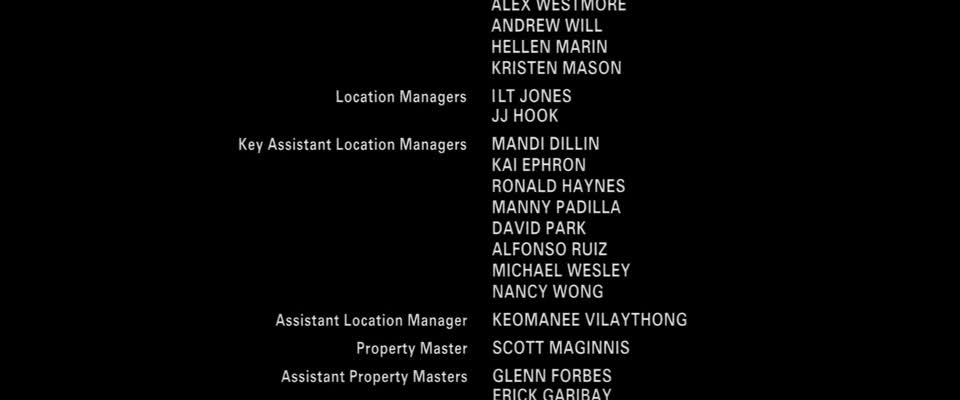 ALEX WESTMORE
ANDREW WILL
HELLEN MARIN
KRISTEN MASON
Location Managers ILT JONES
JJ HOOK
Key Assistant Location Managers MANDI DILLIN
KAI EPHRON
RONALD HAYNES
MANNY PADILLA
DAVID PARK
ALFONSO RUIZ
MICHAEL WESLEY
NANCY WONG
Assistant Location Manager KEOMANEE VILAYTHONG
Property Master SCOTT MAGINNIS
Assistant Property Masters GLENN FORBES
ERICK GARIBAY